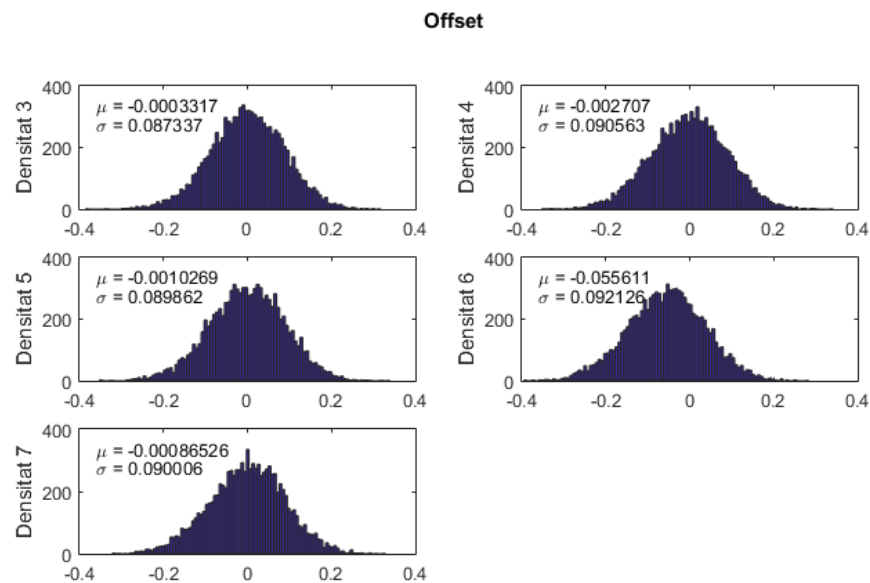 Offset
Densitat 3
μ = -0.0003317
σ = 0.087337
400
200
0
-0.4 -0.2 0 0.2 0.4
Densitat 4
μ = -0.002707
σ = 0.090563
400
200
0
-0.4 -0.2 0 0.2 0.4
Densitat 5
μ = -0.0010269
σ = 0.089862
400
200
0
-0.4 -0.2 0 0.2 0.4
Densitat 6
μ = -0.055611
σ = 0.092126
400
200
0
-0.4 -0.2 0 0.2 0.4
Densitat 7
μ = -0.00086526
σ = 0.090006
400
200
0
-0.4 -0.2 0 0.2 0.4